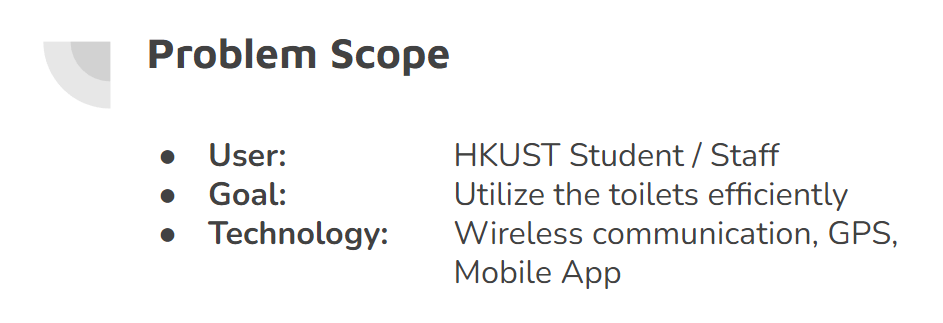 Problem Scope
● User: HKUST Student / Staff
● Goal: Utilize the toilets efficiently
● Technology: Wireless communication, GPS,
Mobile App